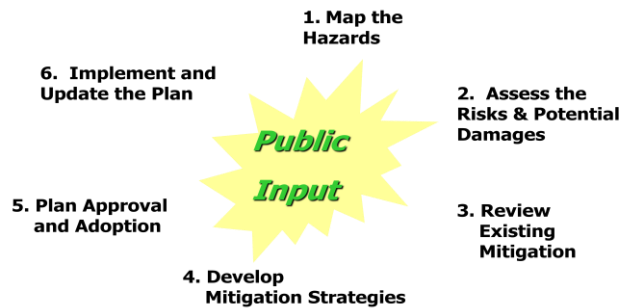 1. Map the
Hazards
2. Assess the
Risks & Potential
Damages
3. Review
Existing
Mitigation
4. Develop
Mitigation Strategies
5. Plan Approval
and Adoption
6. Implement and
Update the Plan
Public
Input